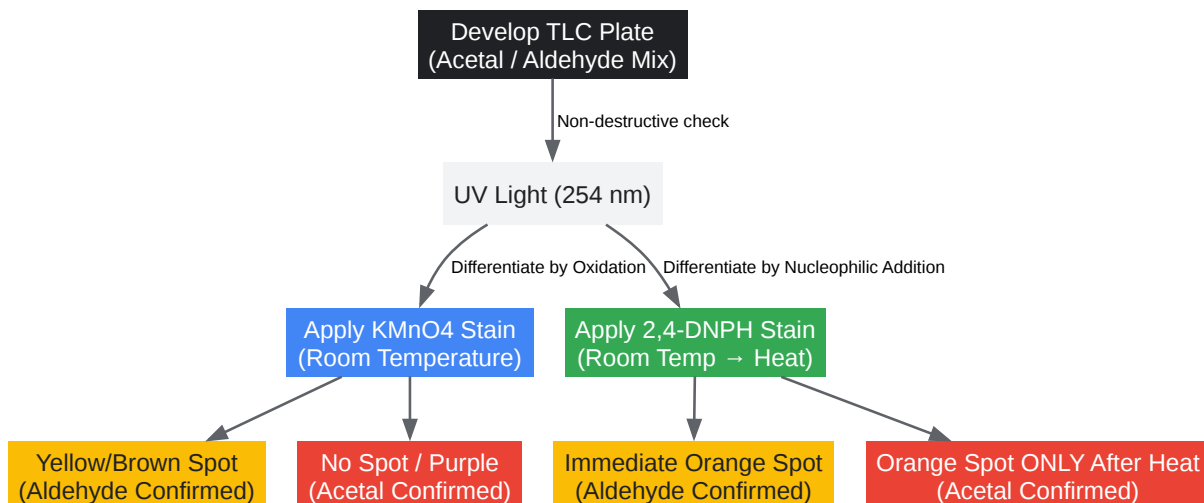 Develop TLC Plate
(Acetal / Aldehyde Mix)
Non-destructive check
UV Light (254 nm)
Differentiate by Oxidation
Differentiate by Nucleophilic Addition
Apply KMnO4 Stain
(Room Temperature)
Apply 2,4-DNPH Stain
(Room Temp → Heat)
Yellow/Brown Spot
(Aldehyde Confirmed)
No Spot / Purple
(Acetal Confirmed)
Immediate Orange Spot
(Aldehyde Confirmed)
Orange Spot ONLY After Heat
(Acetal Confirmed)